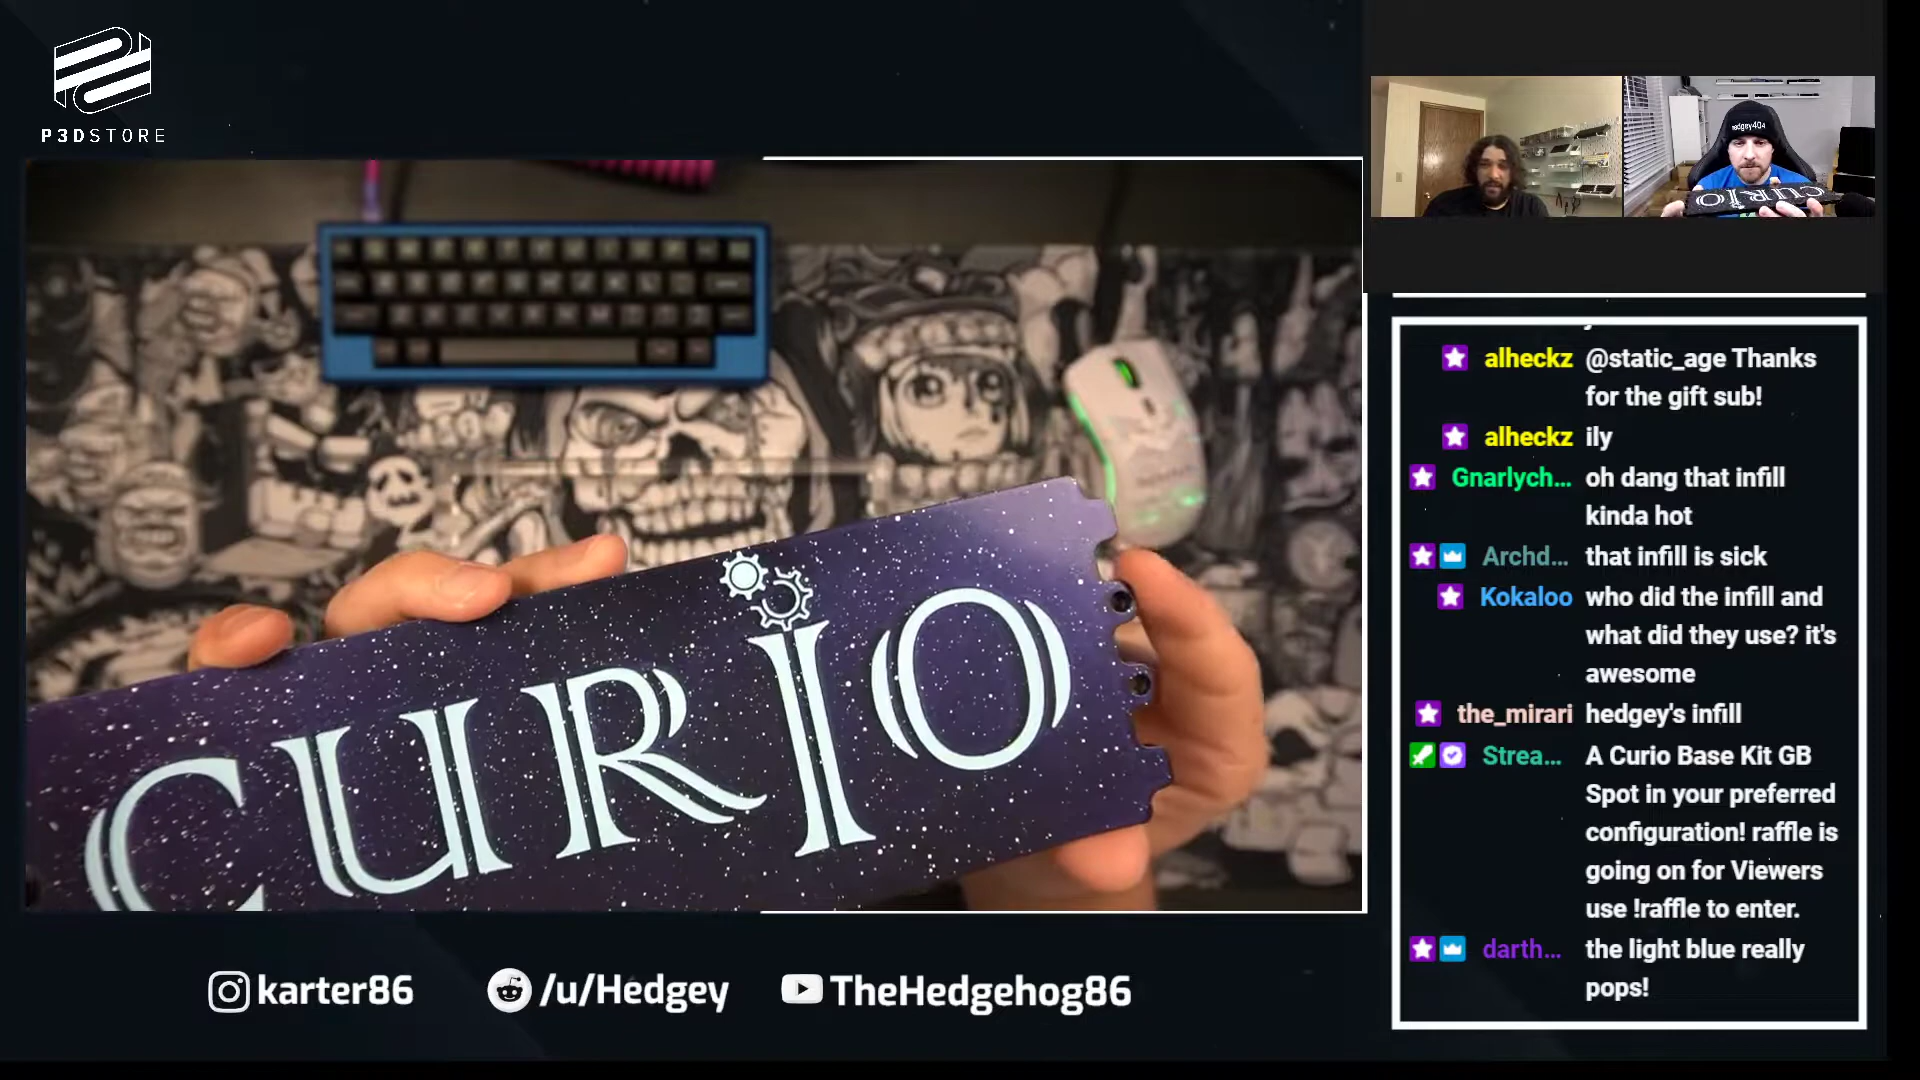 P3DSTORE
hedgey404
CURIO
CURIO
alheckz @static_age Thanks
for the gift sub!
alheckz ily
Gnarlych... oh dang that infill
kinda hot
Archd... that infill is sick
Kokaloo who did the infill and
what did they use? it's
awesome
the_mirari hedgey's infill
Strea... A Curio Base Kit GB
Spot in your preferred
configuration! raffle is
going on for Viewers
use !raffle to enter.
darth... the light blue really
pops!
karter86 /u/Hedgey TheHedgehog86